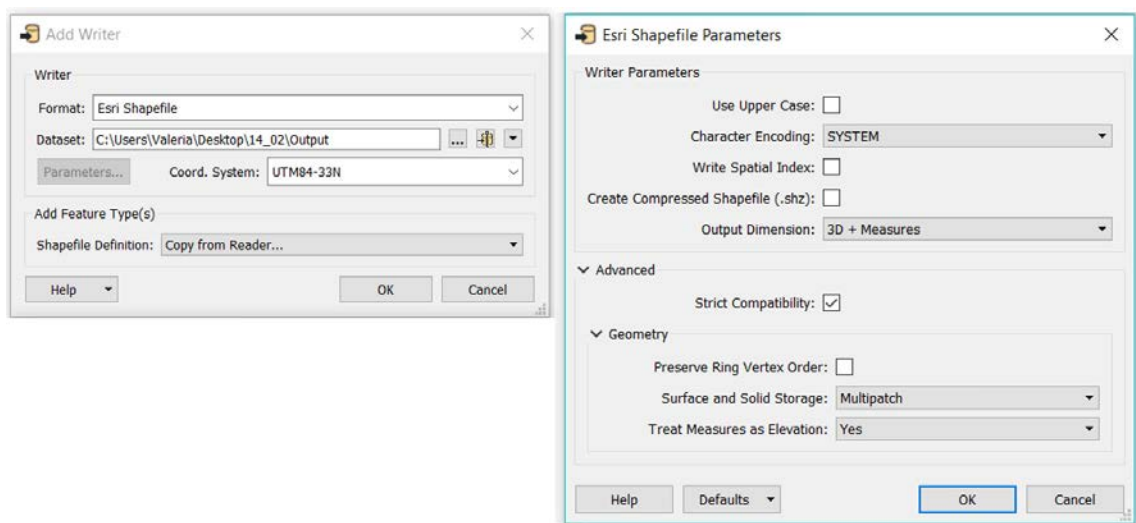 Add Writer
Writer
Format: Esri Shapefile
Dataset: C:\Users\Valeria\Desktop\14_02\Output ...
Parameters... Coord. System: UTM84-33N
Add Feature Type(s)
Shapefile Definition: Copy from Reader...
Help OK Cancel
Esri Shapefile Parameters
Writer Parameters
Use Upper Case:
Character Encoding: SYSTEM
Write Spatial Index:
Create Compressed Shapefile (.shz):
Output Dimension: 3D + Measures
Advanced
Strict Compatibility:
Geometry
Preserve Ring Vertex Order:
Surface and Solid Storage: Multipatch
Treat Measures as Elevation: Yes
Help Defaults OK Cancel